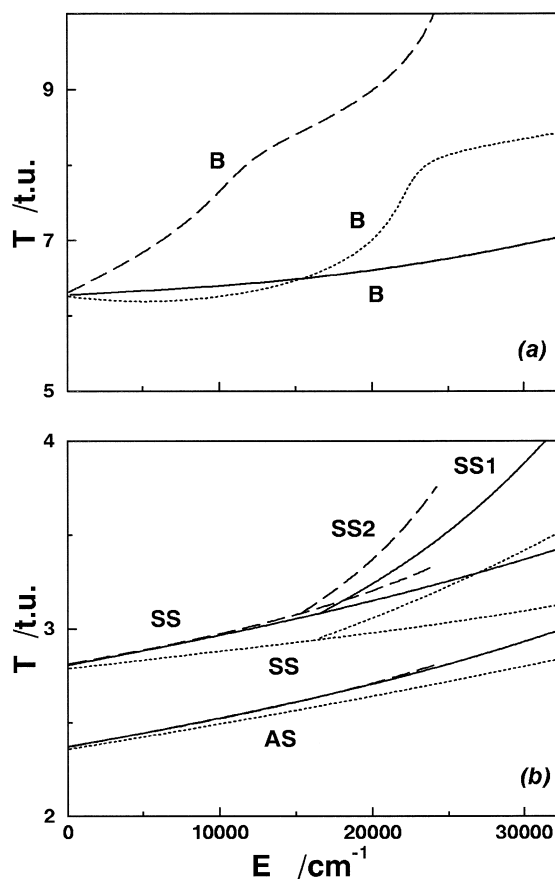 9
7
5
T /t.u.
B
B
B
(a)
4
3
2
T /t.u.
SS1
SS2
SS
SS
AS
(b)
0 10000 20000 30000
E /cm-1